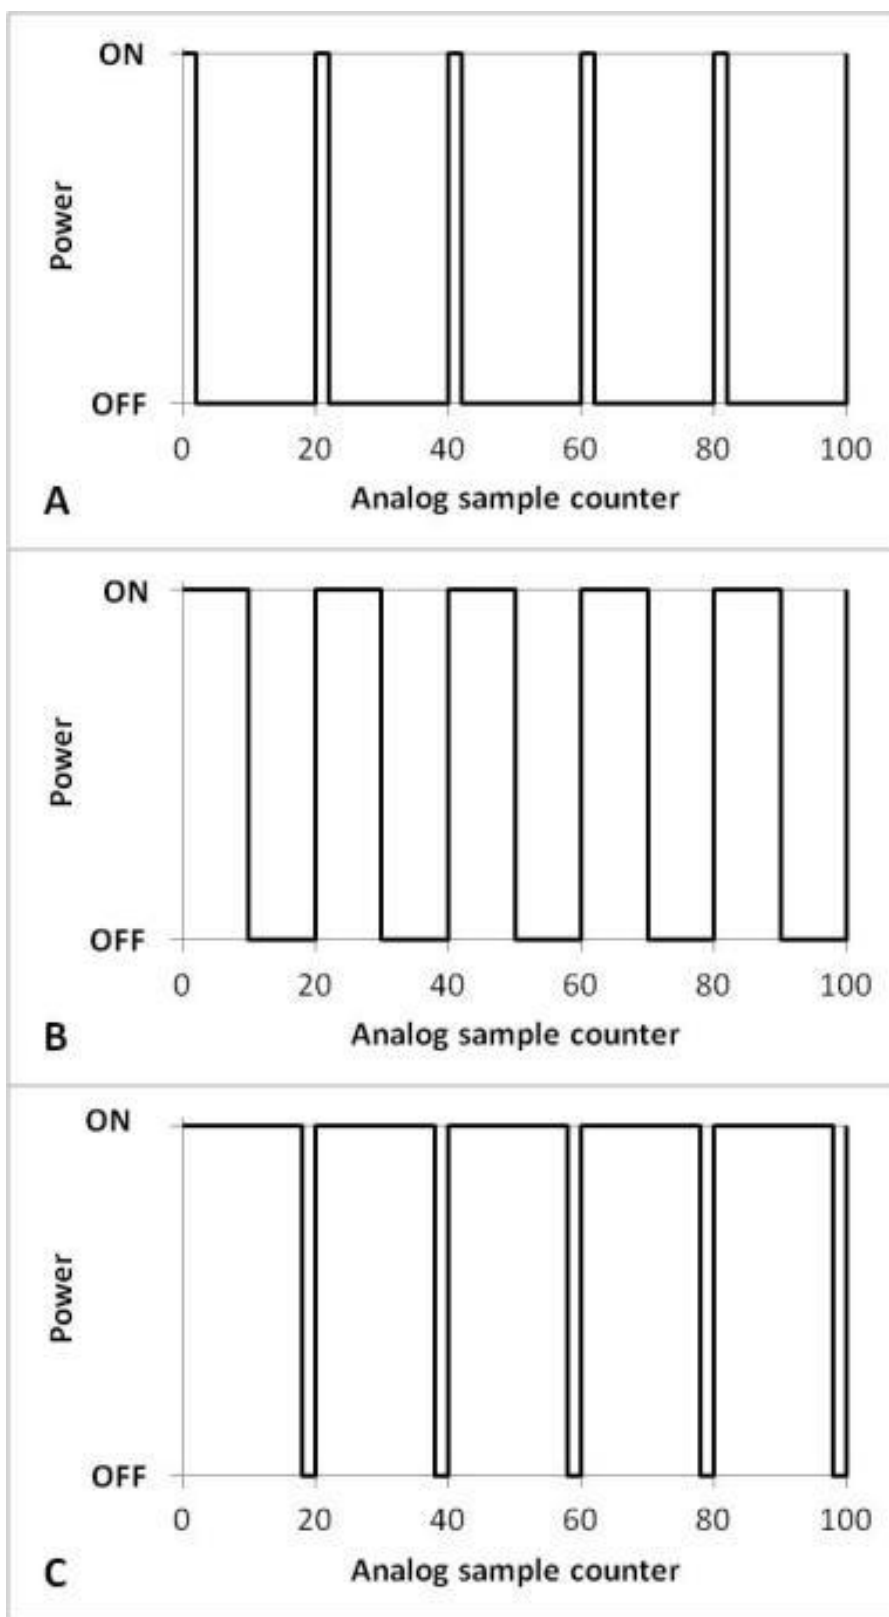 ON
Power
OFF
0 20 40 60 80 100
A Analog sample counter
ON
Power
OFF
0 20 40 60 80 100
B Analog sample counter
ON
Power
OFF
0 20 40 60 80 100
C Analog sample counter